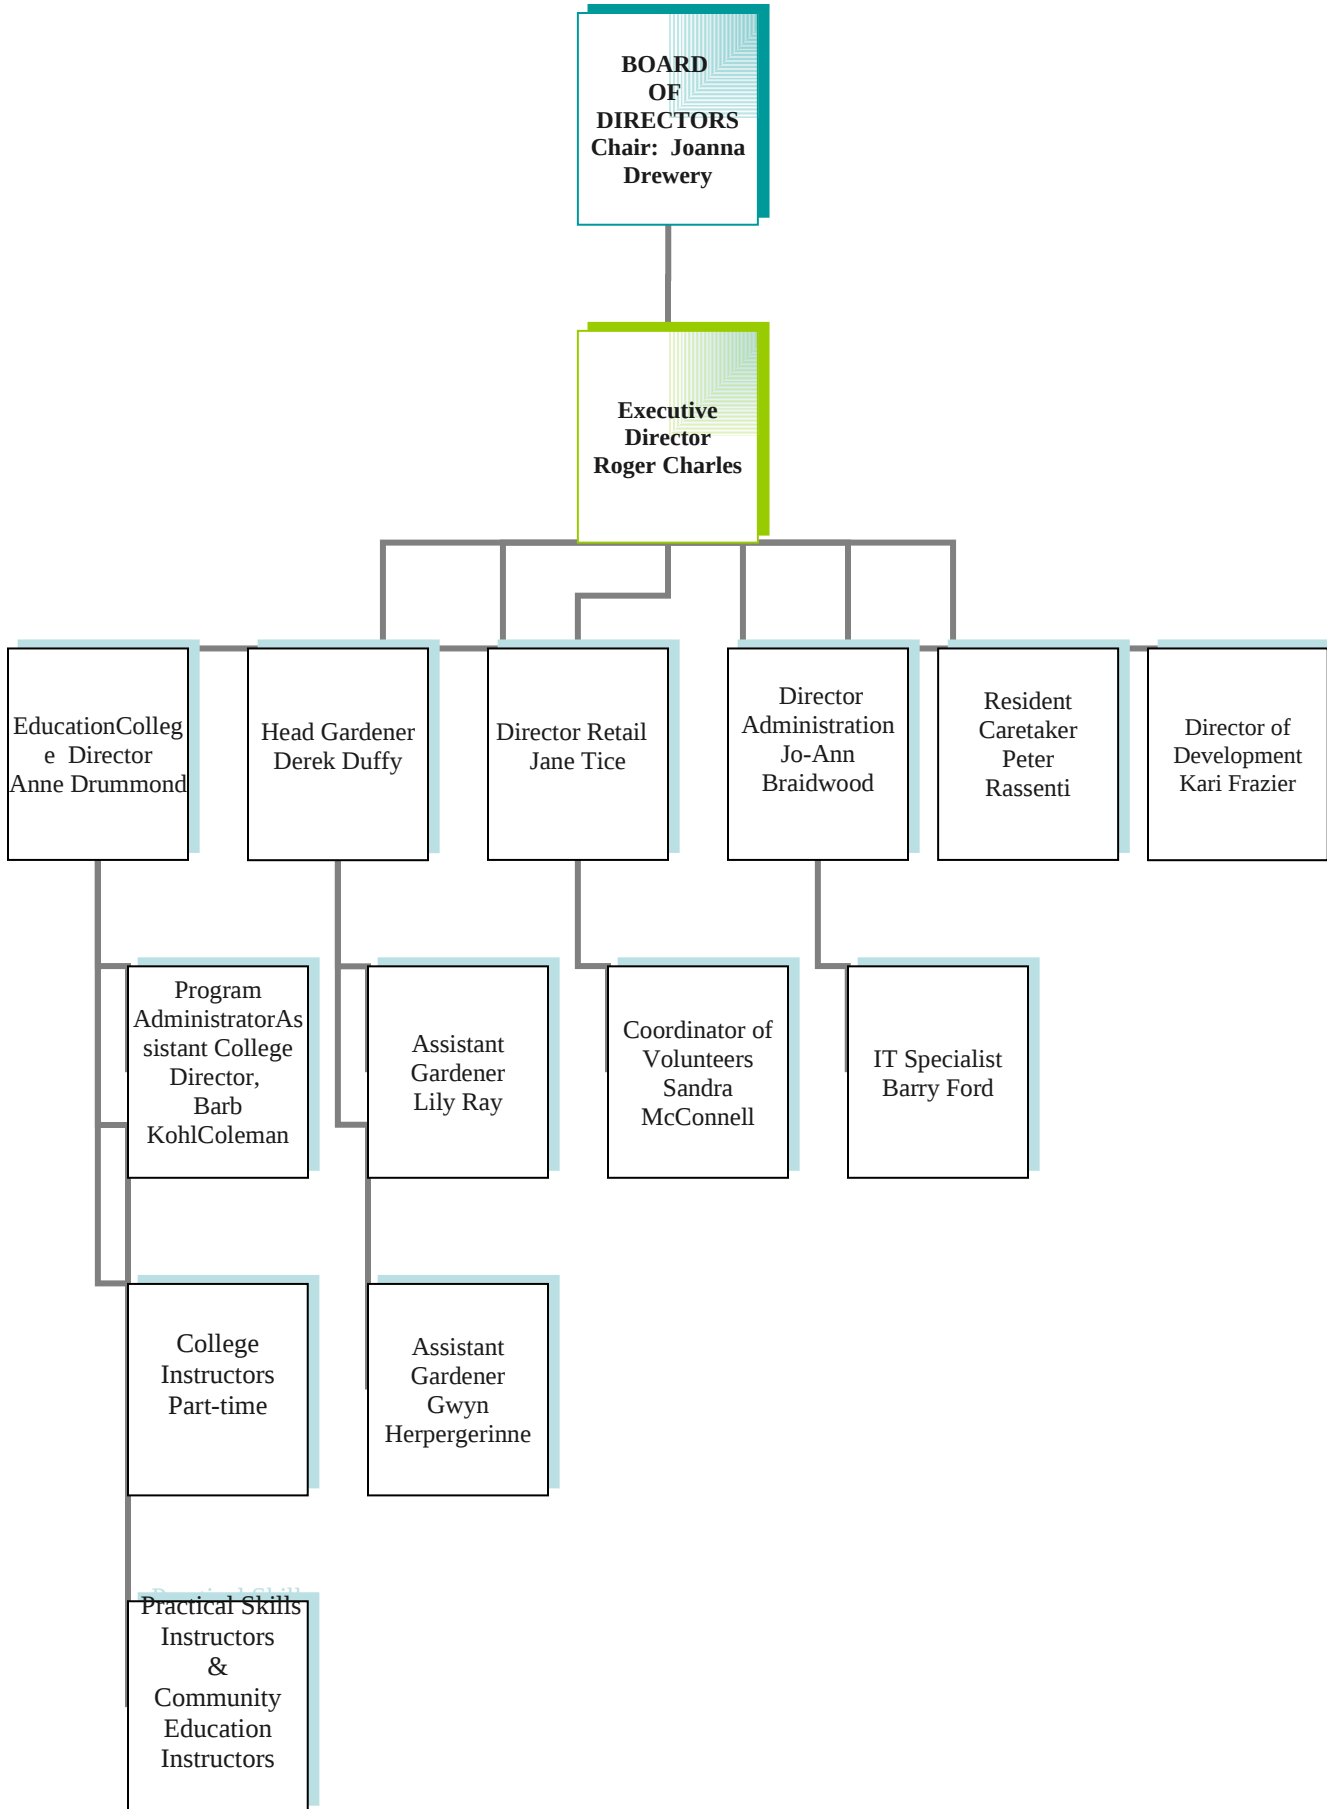 BOARD
OF
DIRECTORS
Chair:  Joanna
Drewery
Executive
Director
Roger Charles
EducationColleg
e  Director
Anne Drummond
Head Gardener
Derek Duffy
Director Retail
Jane Tice
Director
Administration
Jo-Ann
Braidwood
Resident
Caretaker
Peter
Rassenti
Director of
Development
Kari Frazier
Program
AdministratorAs
sistant College
Director,
Barb
KohlColeman
Assistant
Gardener
Lily Ray
Coordinator of
Volunteers
Sandra
McConnell
IT Specialist
Barry Ford
College
Instructors
Part-time
Assistant
Gardener
Gwyn
Herpergerinne
Practical Skills
Instructors
&
Community
Education
Instructors